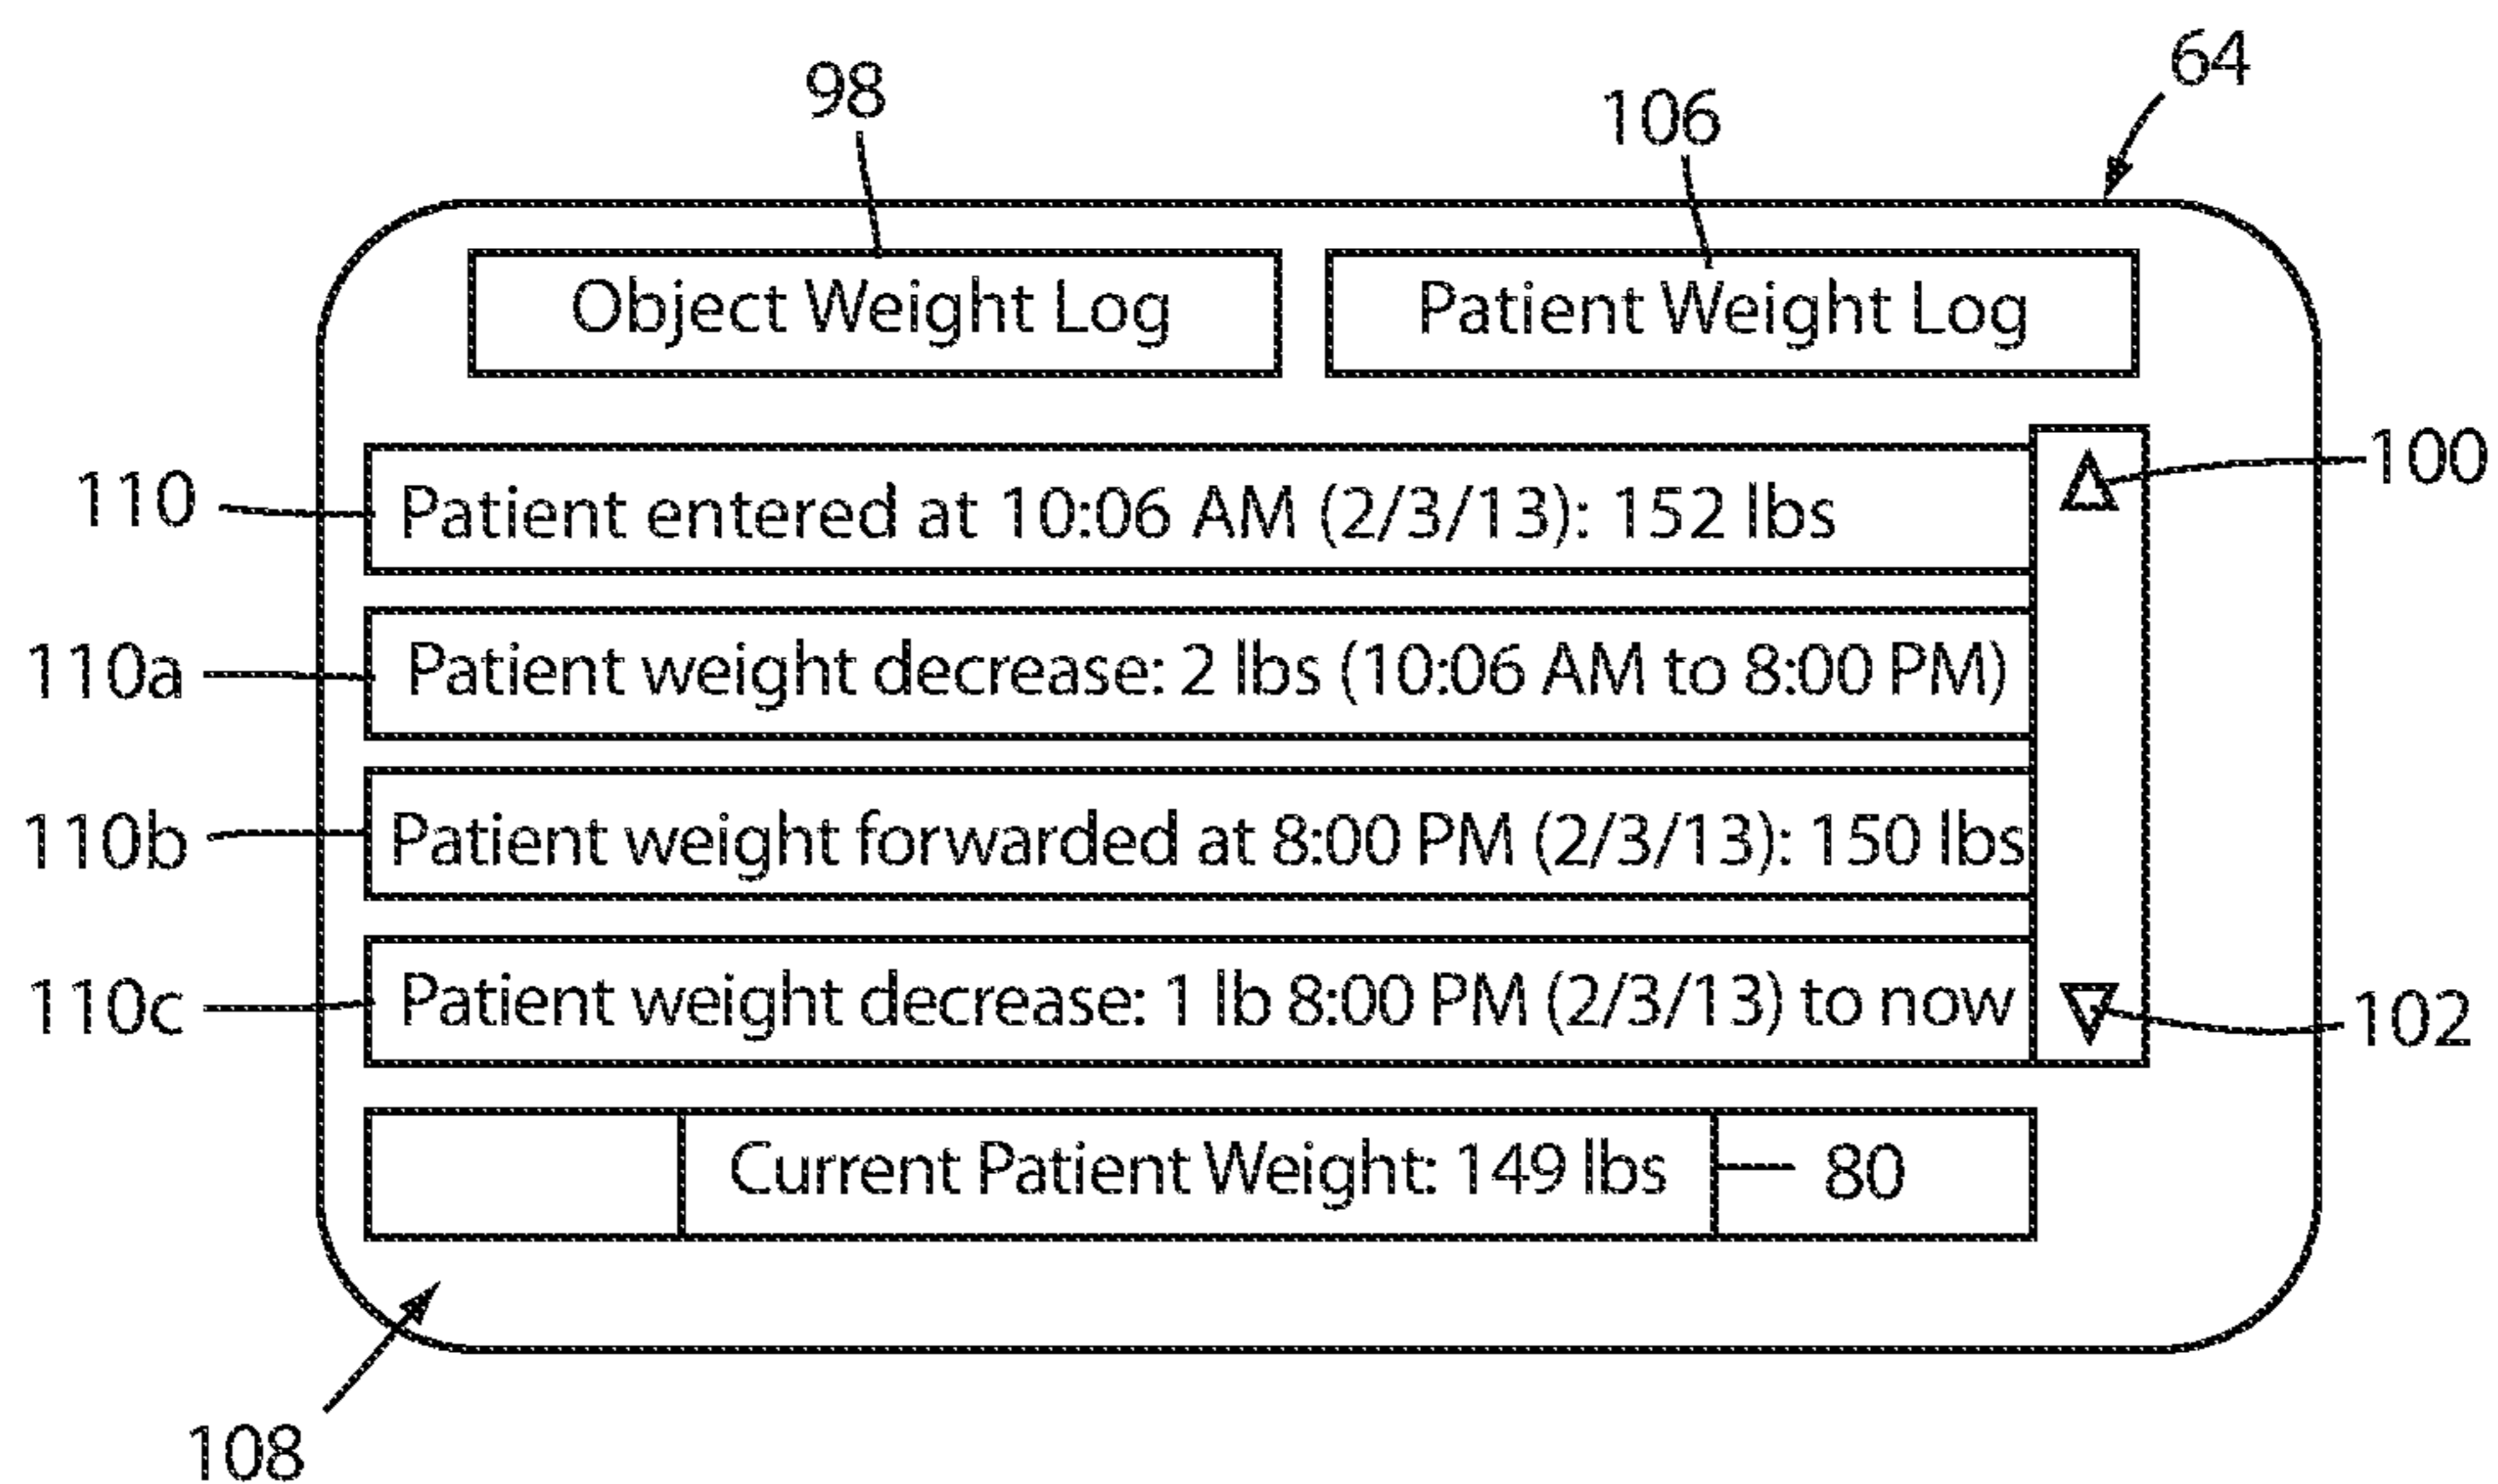 64
98
106
Object Weight Log
Patient Weight Log
100
110
Patient entered at 10:06 AM (2/3/13): 152 lbs
110a
Patient weight decrease: 2 lbs (10:06 AM to 8:00 PM)
110b
Patient weight forwarded at 8:00 PM (2/3/13): 150 lbs
110c
Patient weight decrease: 1 lb 8:00 PM (2/3/13) to now
102
Current Patient Weight: 149 lbs
80
108